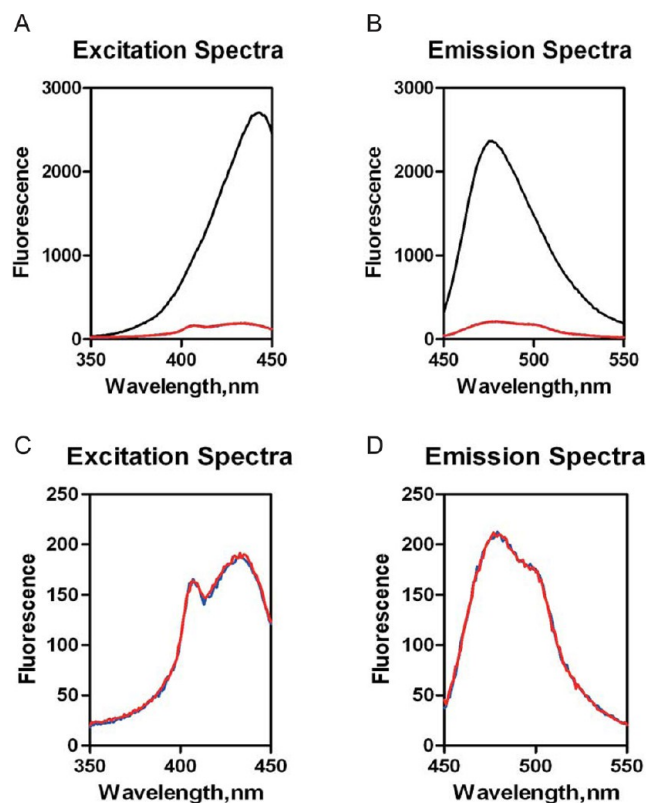 A
Excitation Spectra
3000
2000
1000
0
Fluorescence
350
400
450
Wavelength,nm
B
Emission Spectra
3000
2000
1000
0
Fluorescence
450
500
550
Wavelength,nm
C
Excitation Spectra
250
200
150
100
50
0
Fluorescence
350
400
450
Wavelength,nm
D
Emission Spectra
250
200
150
100
50
0
Fluorescence
450
500
550
Wavelength,nm